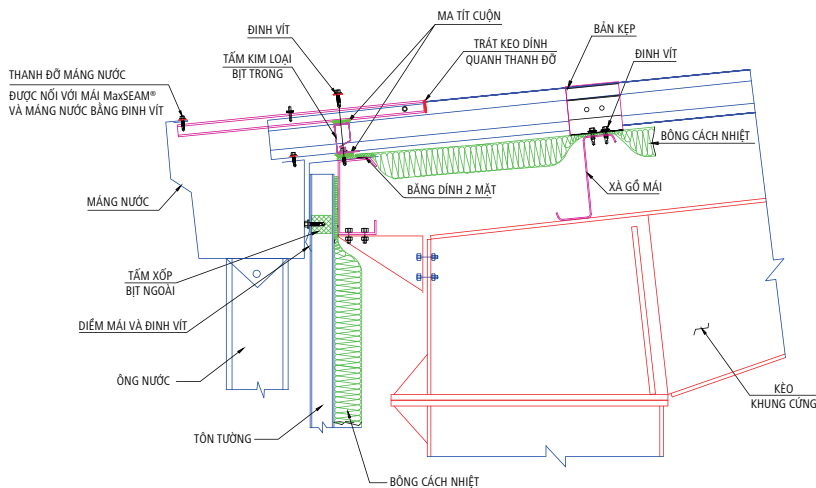 ĐINH VÍT
MA TÍT CUỘN
BẢN KẸP
TẤM KIM LOẠI
BỊT TRONG
TRÁT KEO DÍNH
QUANH THANH ĐỠ
ĐINH VÍT
THANH ĐỠ MÁNG NƯỚC
ĐƯỢC NỐI VỚI MÁI MaxSEAM®
VÀ MÁNG NƯỚC BẰNG ĐINH VÍT
BÔNG CÁCH NHIỆT
BĂNG DÍNH 2 MẶT
XÀ GỒ MÁI
MÁNG NƯỚC
TẤM XỐP
BỊT NGOÀI
DIỀM MÁI VÀ ĐINH VÍT
ÔNG NƯỚC
KÈO
KHUNG CỨNG
TÔN TƯỜNG
BÔNG CÁCH NHIỆT